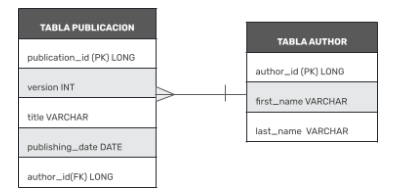 TABLA PUBLICACION
publication_id (PK) LONG
version INT
title VARCHAR
publishing_date DATE
author_id(FK) LONG
TABLA AUTHOR
author_id (PK) LONG
first_name VARCHAR
last_name VARCHAR